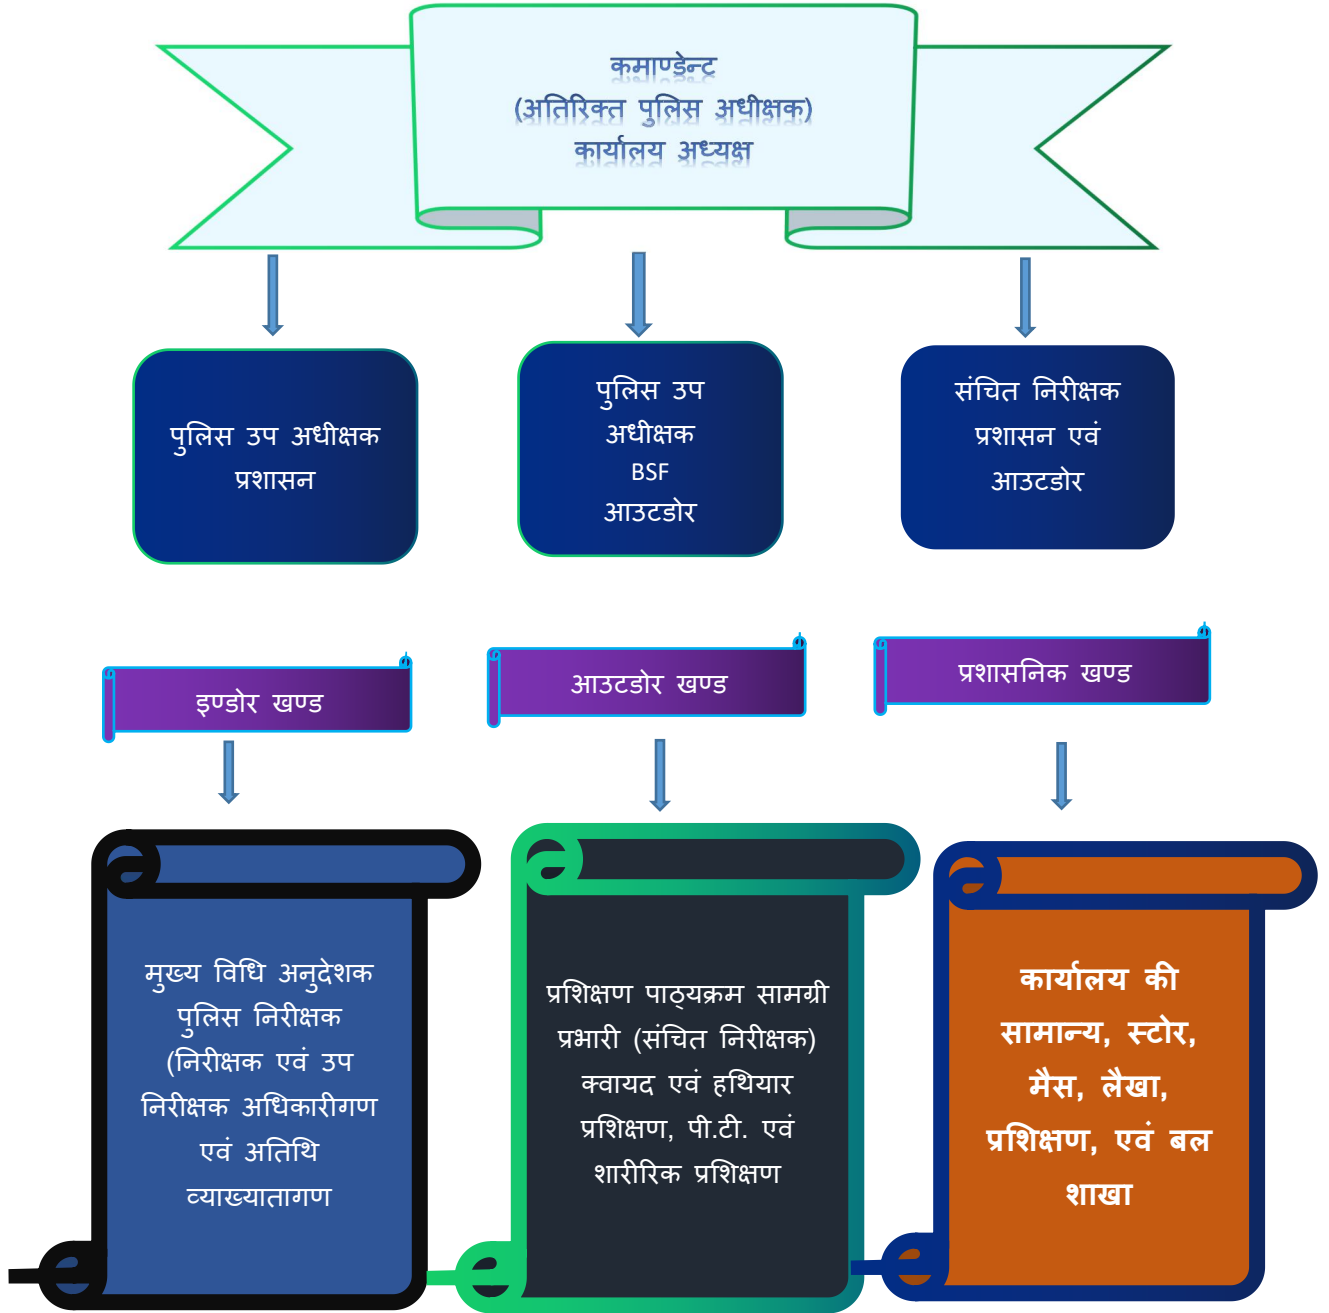 कमाण्डेन्ट
(अतिरिक्त पुलिस अधीक्षक)
कार्यालय अध्यक्ष
पुलिस उप अधीक्षक
प्रशासन
पुलिस उप
अधीक्षक
BSF
आउटडोर
संचित निरीक्षक
प्रशासन एवं
आउटडोर
इण्डोर खण्ड
आउटडोर खण्ड
प्रशासनिक खण्ड
मुख्य विधि अनुदेशक
पुलिस निरीक्षक
(निरीक्षक एवं उप
निरीक्षक अधिकारीगण
एवं अतिथि
व्याख्यातागण
प्रशिक्षण पाठ्यक्रम सामग्री
प्रभारी (संचित निरीक्षक)
क्वायद एवं हथियार
प्रशिक्षण, पी.टी. एवं
शारीरिक प्रशिक्षण
कार्यालय की
सामान्य, स्टोर,
मैस, लैखा,
प्रशिक्षण, एवं बल
शाखा